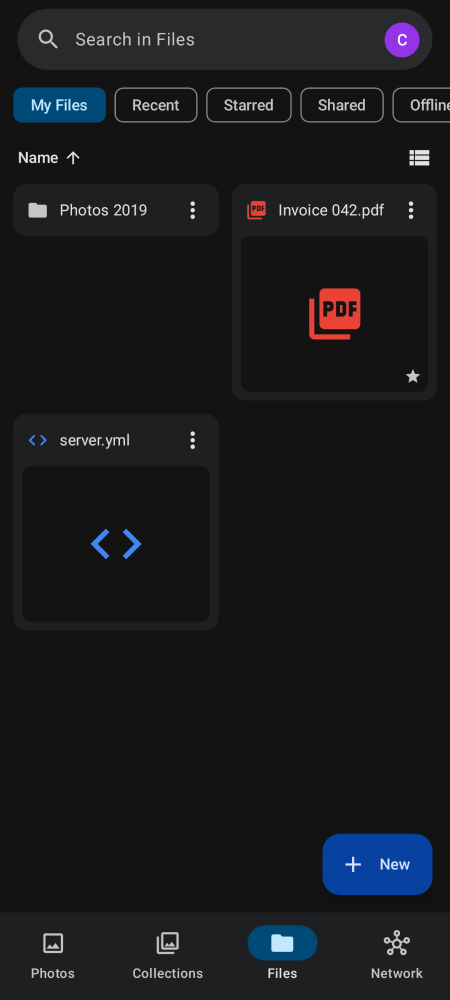 Search in Files
C
My Files
Recent
Starred
Shared
Offline
Name
Photos 2019
PDF
Invoice 042.pdf
PDF
server.yml
New
Photos
Collections
Files
Network